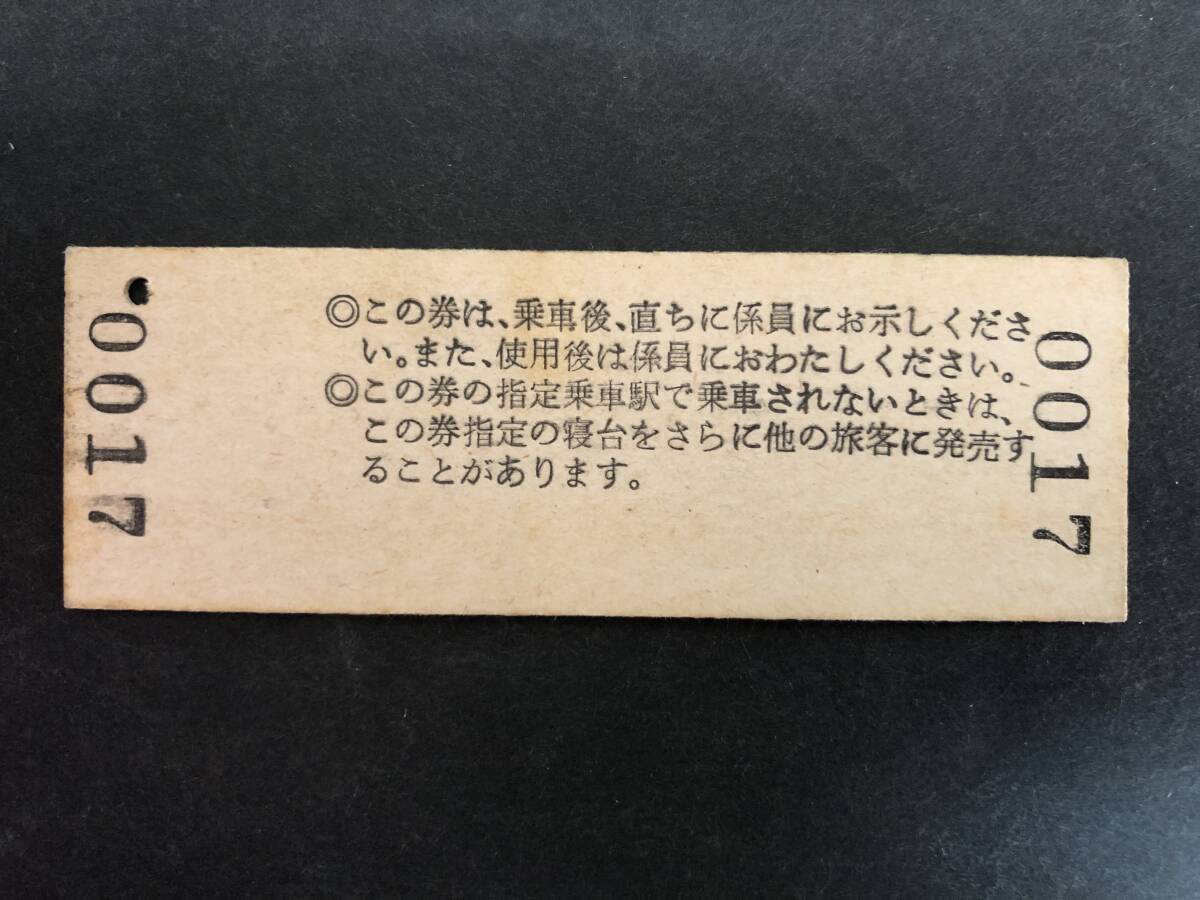 0017
◎この券は、乗車後、直ちに係員にお示しくださ
い。また、使用後は係員におわたしください。
◎この券の指定乗車駅で乗車されないときは、
この券指定の寝台をさらに他の旅客に発売す
ることがあります。
0017